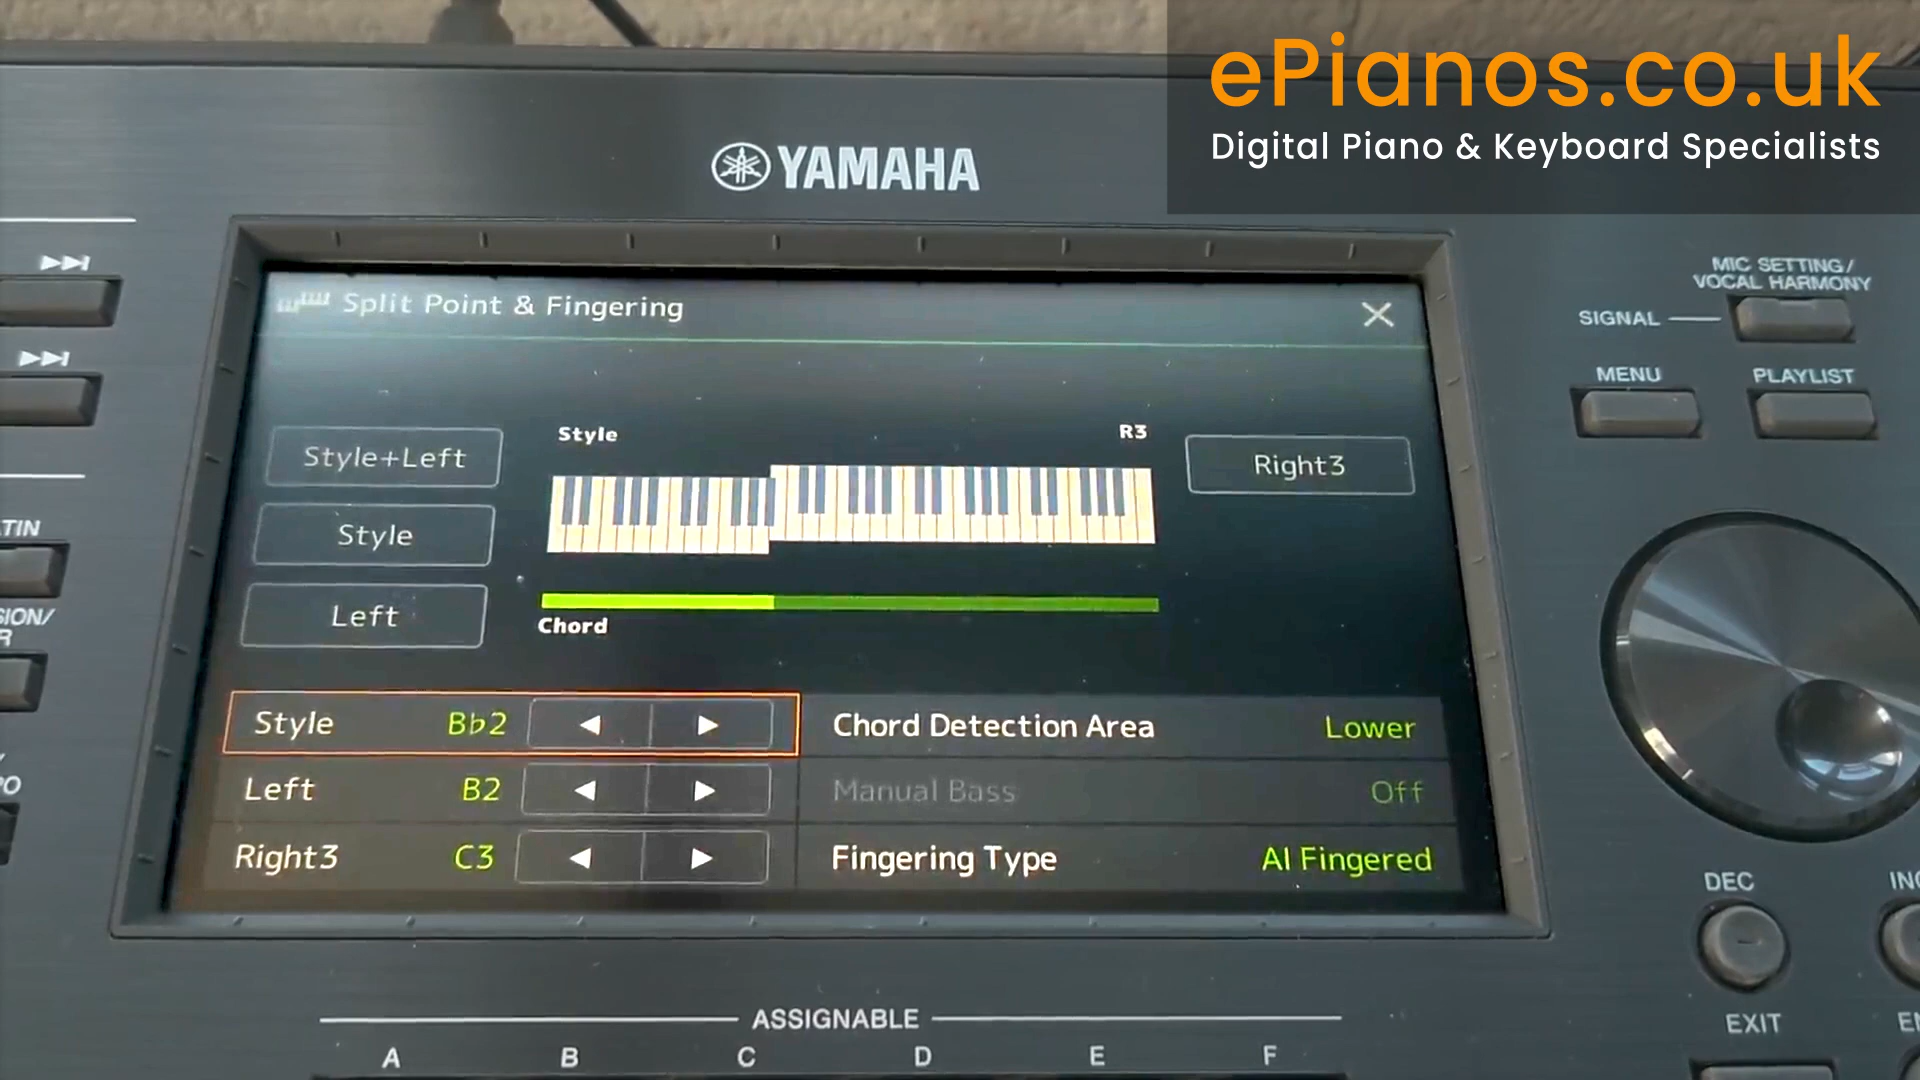 ePianos.co.uk
Digital Piano & Keyboard Specialists
YAMAHA
MIC SETTING/
VOCAL HARMONY
SIGNAL
MENU
PLAYLIST
Split Point & Fingering
Style+Left
Style
Left
Style
R3
Right3
Chord
Style B♭2
Left B2
Right3 C3
Chord Detection Area Lower
Manual Bass Off
Fingering Type AI Fingered
DEC
EXIT
ASSIGNABLE
A B C D E F